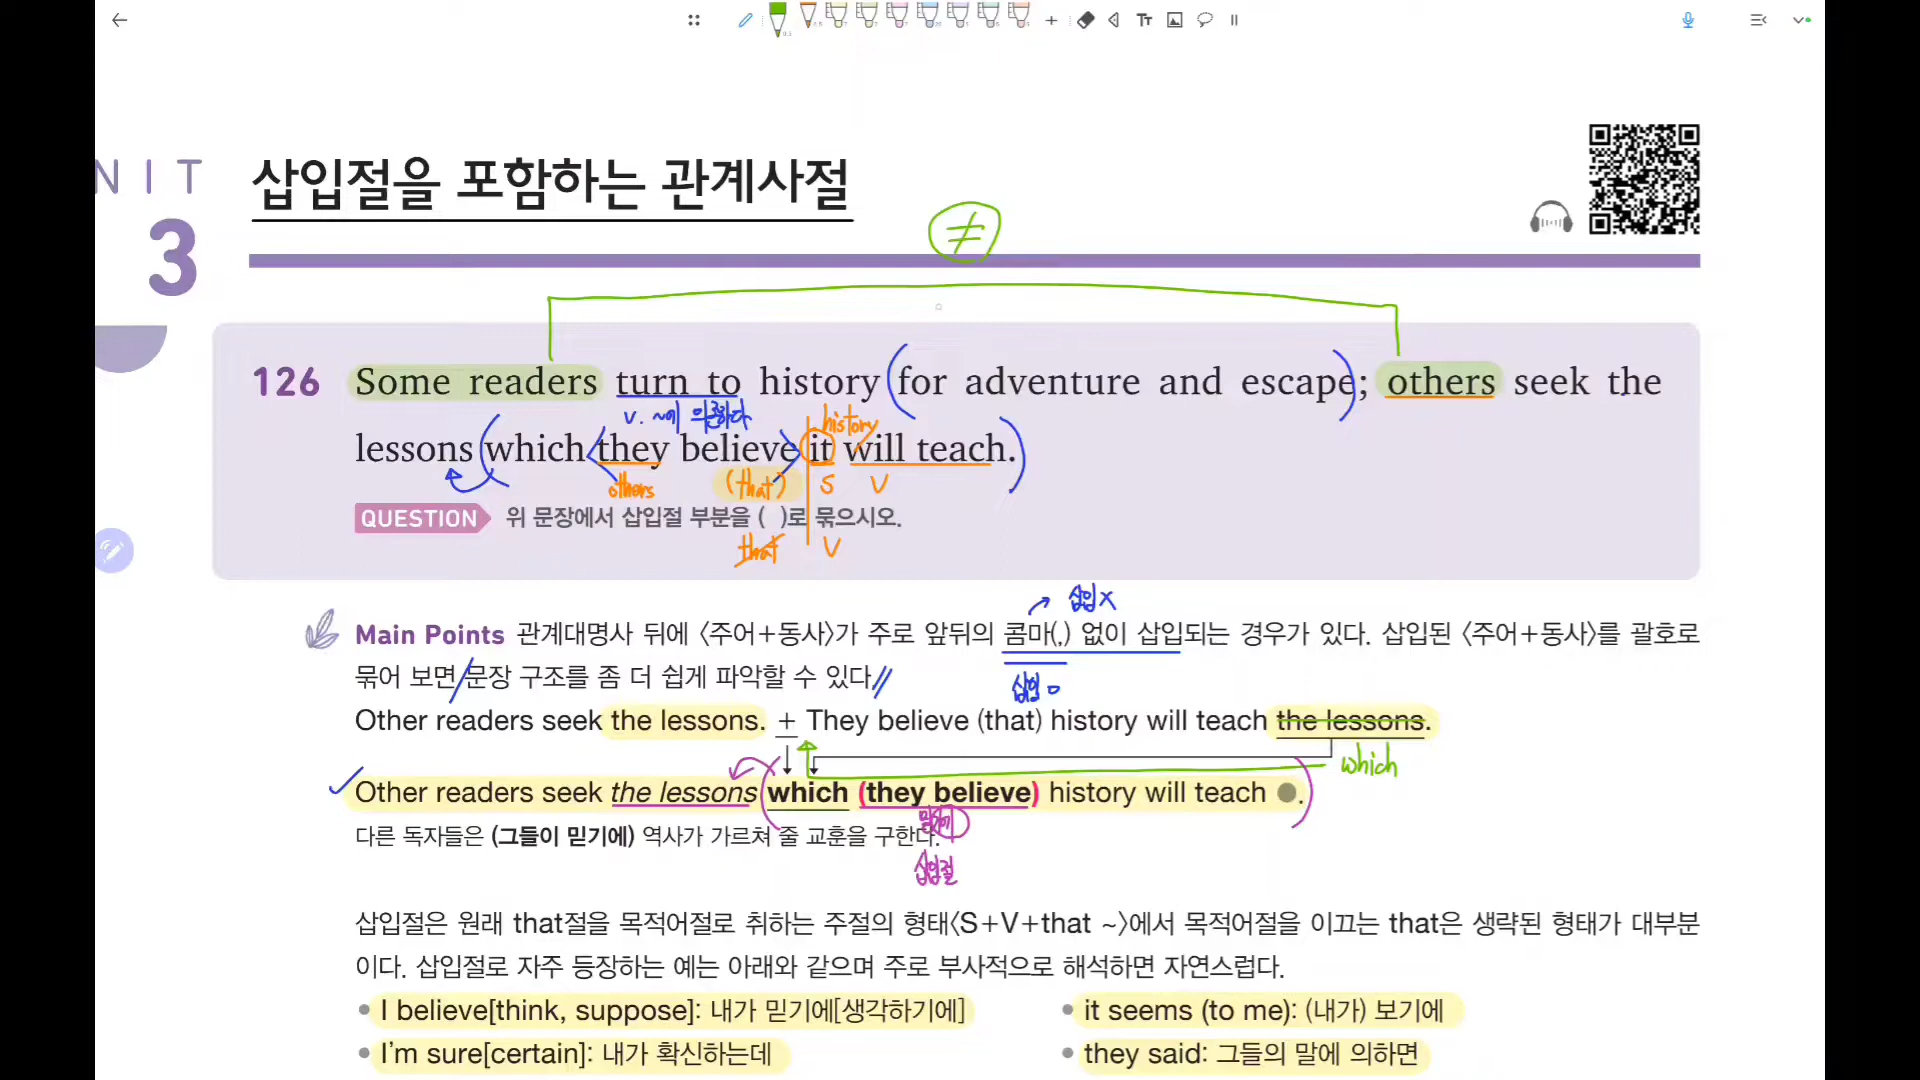 NIT
3
삽입절을 포함하는 관계사절
≠
126 Some readers turn to history (for adventure and escape); others seek the
v. ~에 의존하다
history
lessons (which <they believe> it will teach.)
others (that) S V
QUESTION 위 문장에서 삽입절 부분을 ( )로 묶으시오.
that V
삽입 X
Main Points 관계대명사 뒤에 〈주어+동사〉가 주로 앞뒤의 콤마(,) 없이 삽입되는 경우가 있다. 삽입된 〈주어+동사〉를 괄호로
묶어 보면/문장 구조를 좀 더 쉽게 파악할 수 있다.//
삽입 o
Other readers seek the lessons. + They believe (that) history will teach the lessons.
which
Other readers seek the lessons (which (they believe) history will teach ●.)
다른 독자들은 (그들이 믿기에) 역사가 가르쳐 줄 교훈을 구한다.
삽입절
삽입절은 원래 that절을 목적어절로 취하는 주절의 형태〈S+V+that ~〉에서 목적어절을 이끄는 that은 생략된 형태가 대부분
이다. 삽입절로 자주 등장하는 예는 아래와 같으며 주로 부사적으로 해석하면 자연스럽다.
• I believe[think, suppose]: 내가 믿기에[생각하기에]
• it seems (to me): (내가) 보기에
• I'm sure[certain]: 내가 확신하는데
• they said: 그들의 말에 의하면